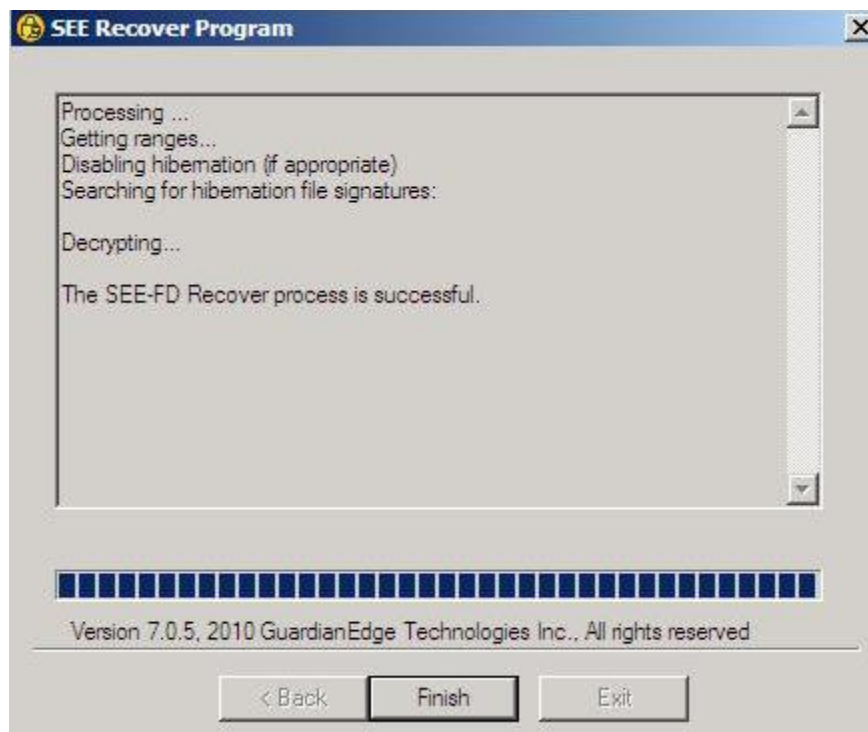 SEE Recover Program
Processing ...
Getting ranges...
Disabling hibernation (if appropriate)
Searching for hibernation file signatures:
Decrypting...
The SEE-FD Recover process is successful.
Version 7.0.5, 2010 GuardianEdge Technologies Inc., All rights reserved
< Back
Finish
Exit